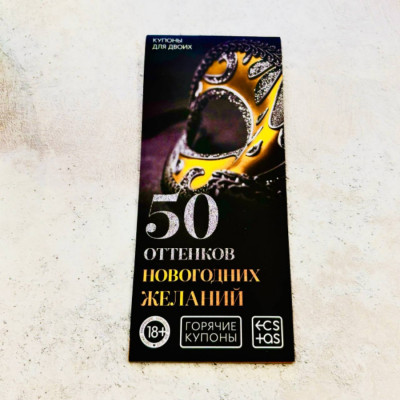 КУПОНЫ
ДЛЯ ДВОИХ
50
ОТТЕНКОВ
НОВОГОДНИХ
ЖЕЛАНИЙ
18+
ГОРЯЧИЕ
КУПОНЫ
ECS
TAS